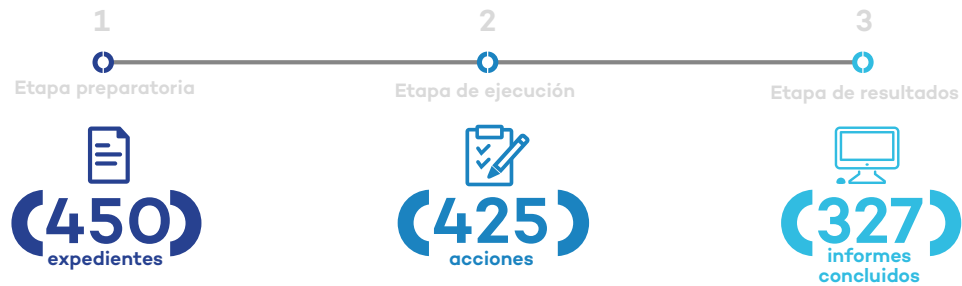 1
2
3
Etapa preparatoria
Etapa de ejecución
Etapa de resultados
450
expedientes
425
acciones
327
informes
concluidos